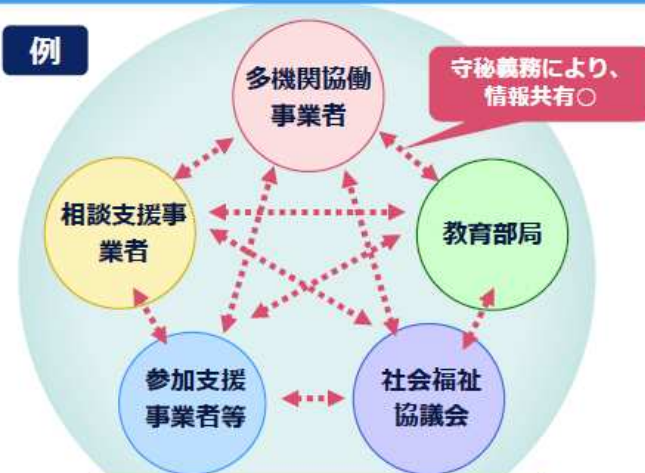 例
多機関協働
事業者
守秘義務により、
情報共有○
相談支援事
業者
教育部局
参加支援
事業者等
社会福祉
協議会